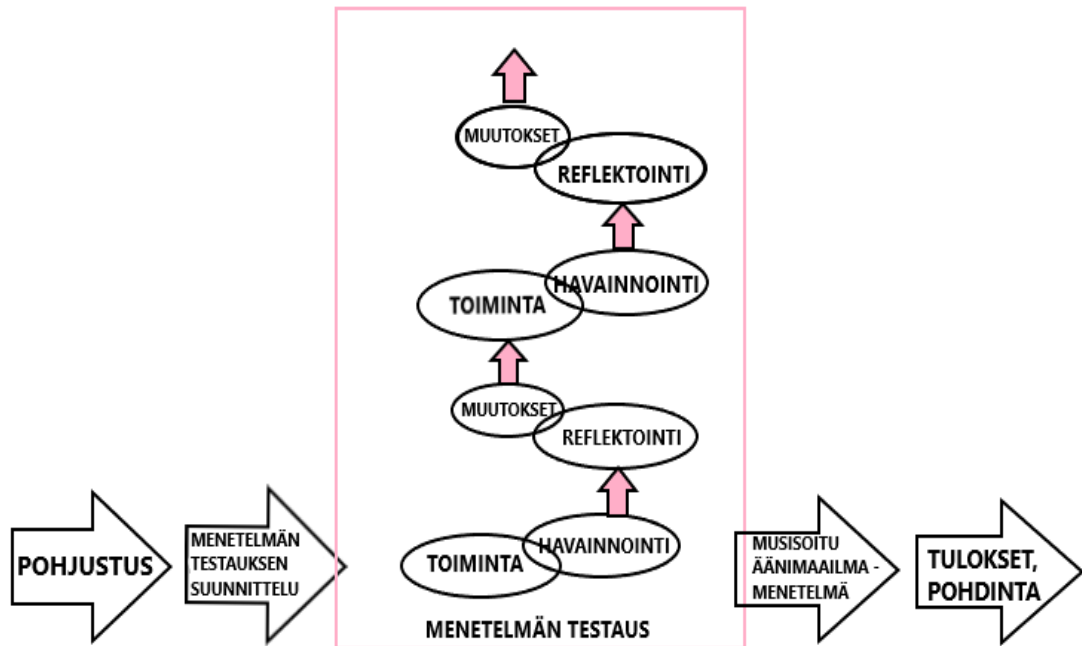 MUUTOKSET
REFLEKTOINTI
HAVAINNOINTI
TOIMINTA
MUUTOKSET
REFLEKTOINTI
HAVAINNOINTI
TOIMINTA
MENETELMÄN TESTAUS
POHJUSTUS
MENETELMÄN
TESTAUKSEN
SUUNNITTELU
MUSISOITU
ÄÄNIMAAILMA -
MENETELMÄ
TULOKSET,
POHDINTA